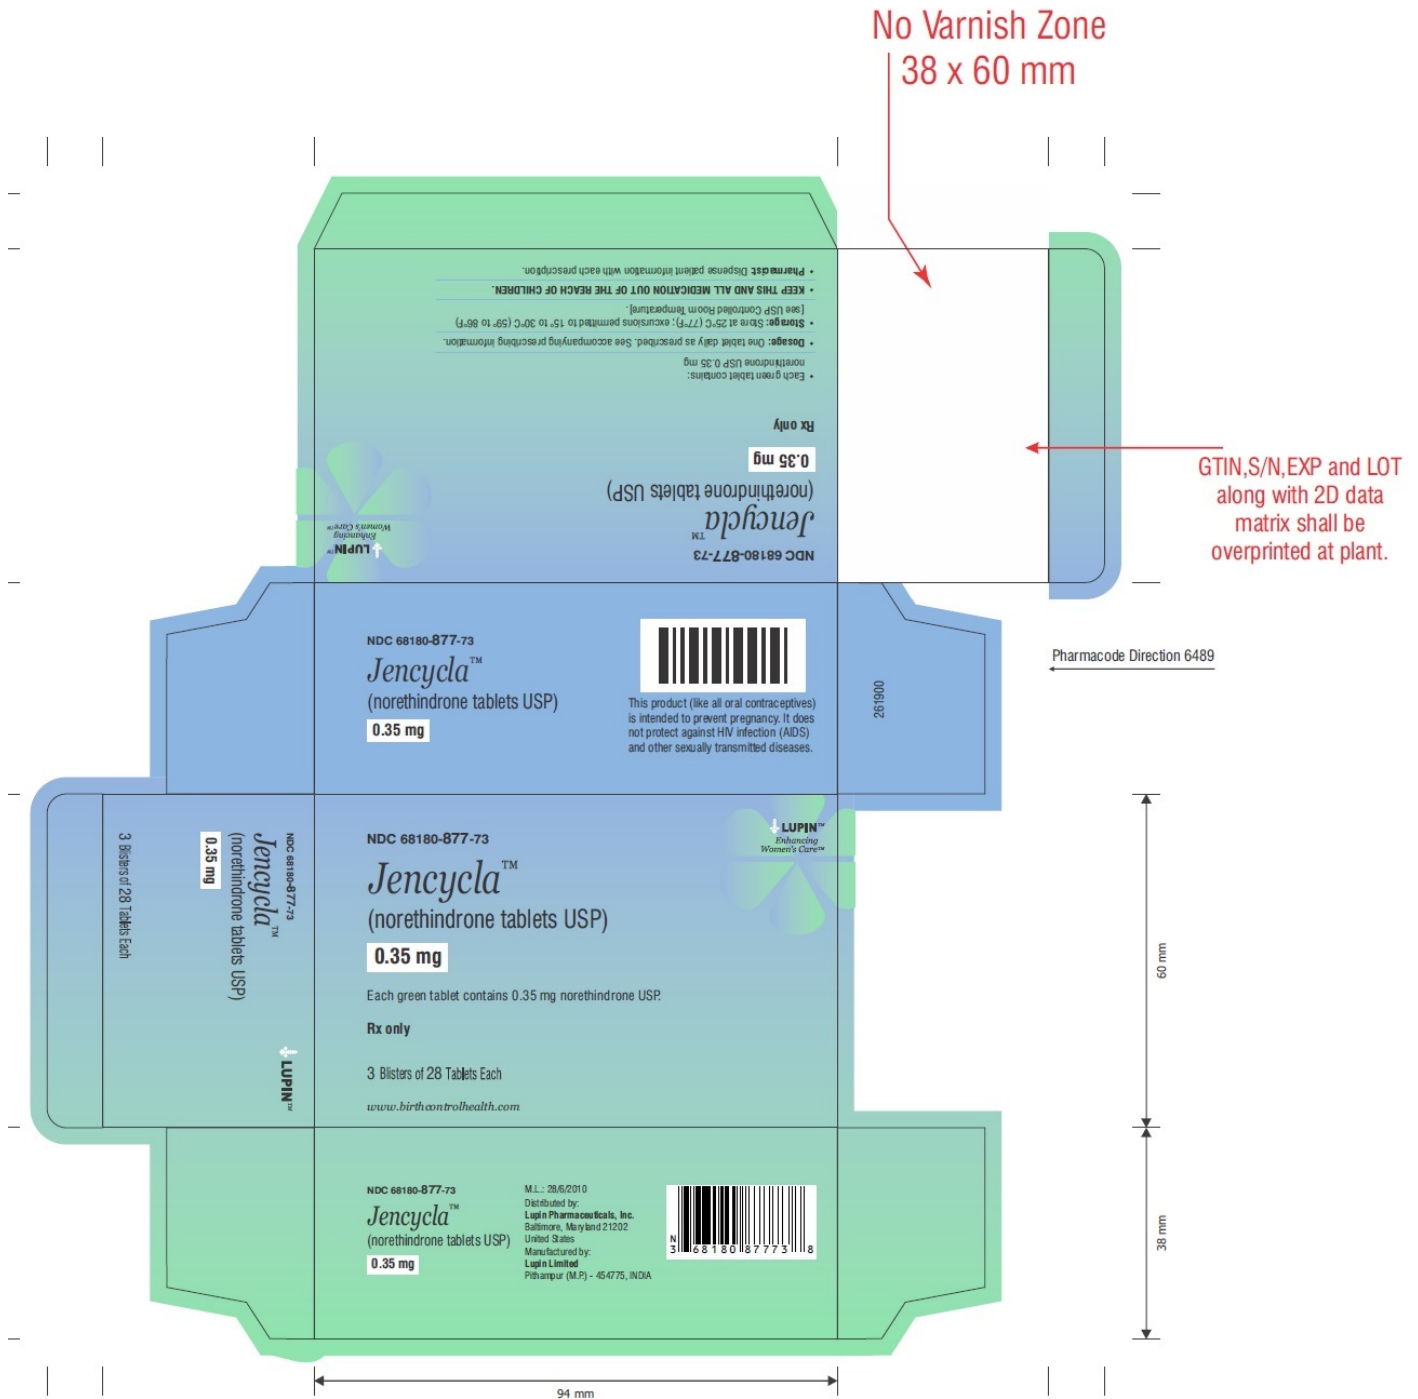 No Varnish Zone
38 x 60 mm
NDC 68180-877-73
Jencycla™
(norethindrone tablets USP)
0.35 mg
Rx only
• Each green tablet contains:
norethindrone USP 0.35 mg
• Dosage: One tablet daily as prescribed. See accompanying prescribing information.
• Storage: Store at 25°C (77°F); excursions permitted to 15° to 30°C (59° to 86°F)
[see USP Controlled Room Temperature].
• KEEP THIS AND ALL MEDICATION OUT OF THE REACH OF CHILDREN.
• Pharmacist: Dispense patient information with each prescription.
LUPIN™
Enhancing
Women's Care™
GTIN,S/N,EXP and LOT
along with 2D data
matrix shall be
overprinted at plant.
NDC 68180-877-73
Jencycla™
(norethindrone tablets USP)
0.35 mg
This product (like all oral contraceptives)
is intended to prevent pregnancy. It does
not protect against HIV infection (AIDS)
and other sexually transmitted diseases.
261900
Pharmacode Direction 6489
NDC 68180-877-73
Jencycla™
(norethindrone tablets USP)
0.35 mg
3 Blisters of 28 Tablets Each
LUPIN™
NDC 68180-877-73
Jencycla™
(norethindrone tablets USP)
0.35 mg
Each green tablet contains 0.35 mg norethindrone USP.
Rx only
3 Blisters of 28 Tablets Each
www.birthcontrolhealth.com
LUPIN™
Enhancing
Women's Care™
60 mm
NDC 68180-877-73
Jencycla™
(norethindrone tablets USP)
0.35 mg
M.L.: 28/6/2010
Distributed by:
Lupin Pharmaceuticals, Inc.
Baltimore, Maryland 21202
United States
Manufactured by:
Lupin Limited
Pithampur (M.P.) - 454775, INDIA
N
3 68180 87773 8
38 mm
94 mm